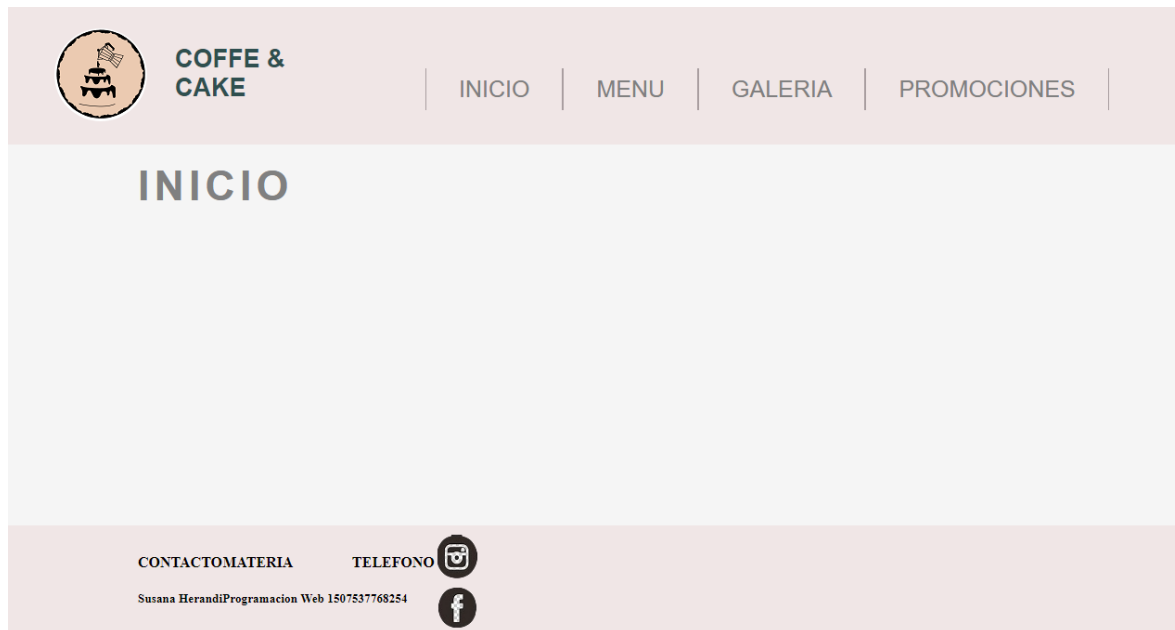 COFFE &
CAKE
INICIO MENU GALERIA PROMOCIONES
INICIO
CONTACTOMATERIA TELEFONO
Susana HerandiProgramacion Web 1507537768254